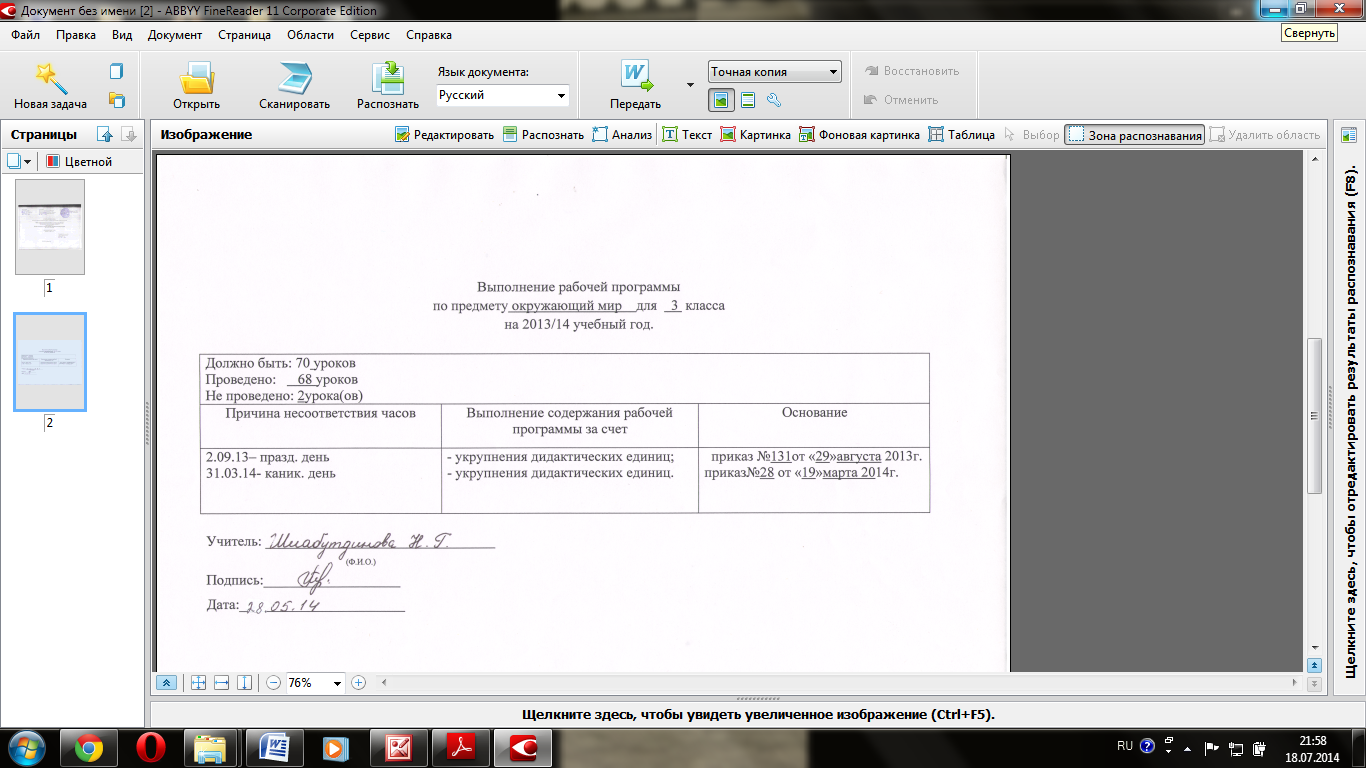 Документ без имени [2] - ABBYY FineReader 11 Corporate Edition
Свернуть
Файл Правка Вид Документ Страница Области Сервис Справка
Новая задача
Открыть
Сканировать
Распознать
Язык документа:
Русский
Передать
Точная копия
Восстановить
Отменить
Страницы
Изображение
Редактировать Распознать Анализ Текст Картинка Фоновая картинка Таблица Выбор Зона распознавания Удалить область
Цветной
1
2
Выполнение рабочей программы
по предмету окружающий мир для 3 класса
на 2013/14 учебный год.
Должно быть: 70 уроков
Проведено: 68 уроков
Не проведено: 2урока(ов)
Причина несоответствия часов
Выполнение содержания рабочей
программы за счет
Основание
2.09.13– празд. день
31.03.14- каник. день
- укрупнения дидактических единиц;
- укрупнения дидактических единиц.
приказ №131от «29»августа 2013г.
приказ№28 от «19»марта 2014г.
Учитель: Шиабутдинова Н. Г.
(Ф.И.О.)
Подпись:
Дата: 28.05.14
76%
Щелкните здесь, чтобы увидеть увеличенное изображение (Ctrl+F5).
Щелкните здесь, чтобы отредактировать результаты распознавания (F8).
RU
21:58
18.07.2014